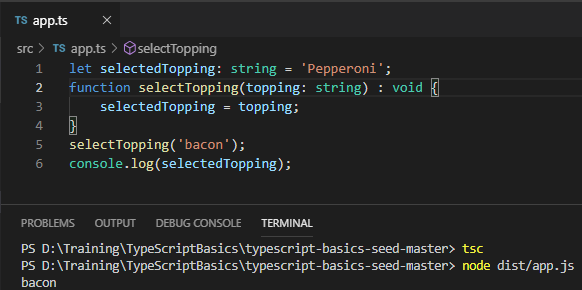 TS app.ts ×
src > TS app.ts > selectTopping
1 let selectedTopping: string = 'Pepperoni';
2 function selectTopping(topping: string) : void {
3     selectedTopping = topping;
4 }
5 selectTopping('bacon');
6 console.log(selectedTopping);
PROBLEMS OUTPUT DEBUG CONSOLE TERMINAL
PS D:\Training\TypeScriptBasics\typescript-basics-seed-master> tsc
PS D:\Training\TypeScriptBasics\typescript-basics-seed-master> node dist/app.js
bacon